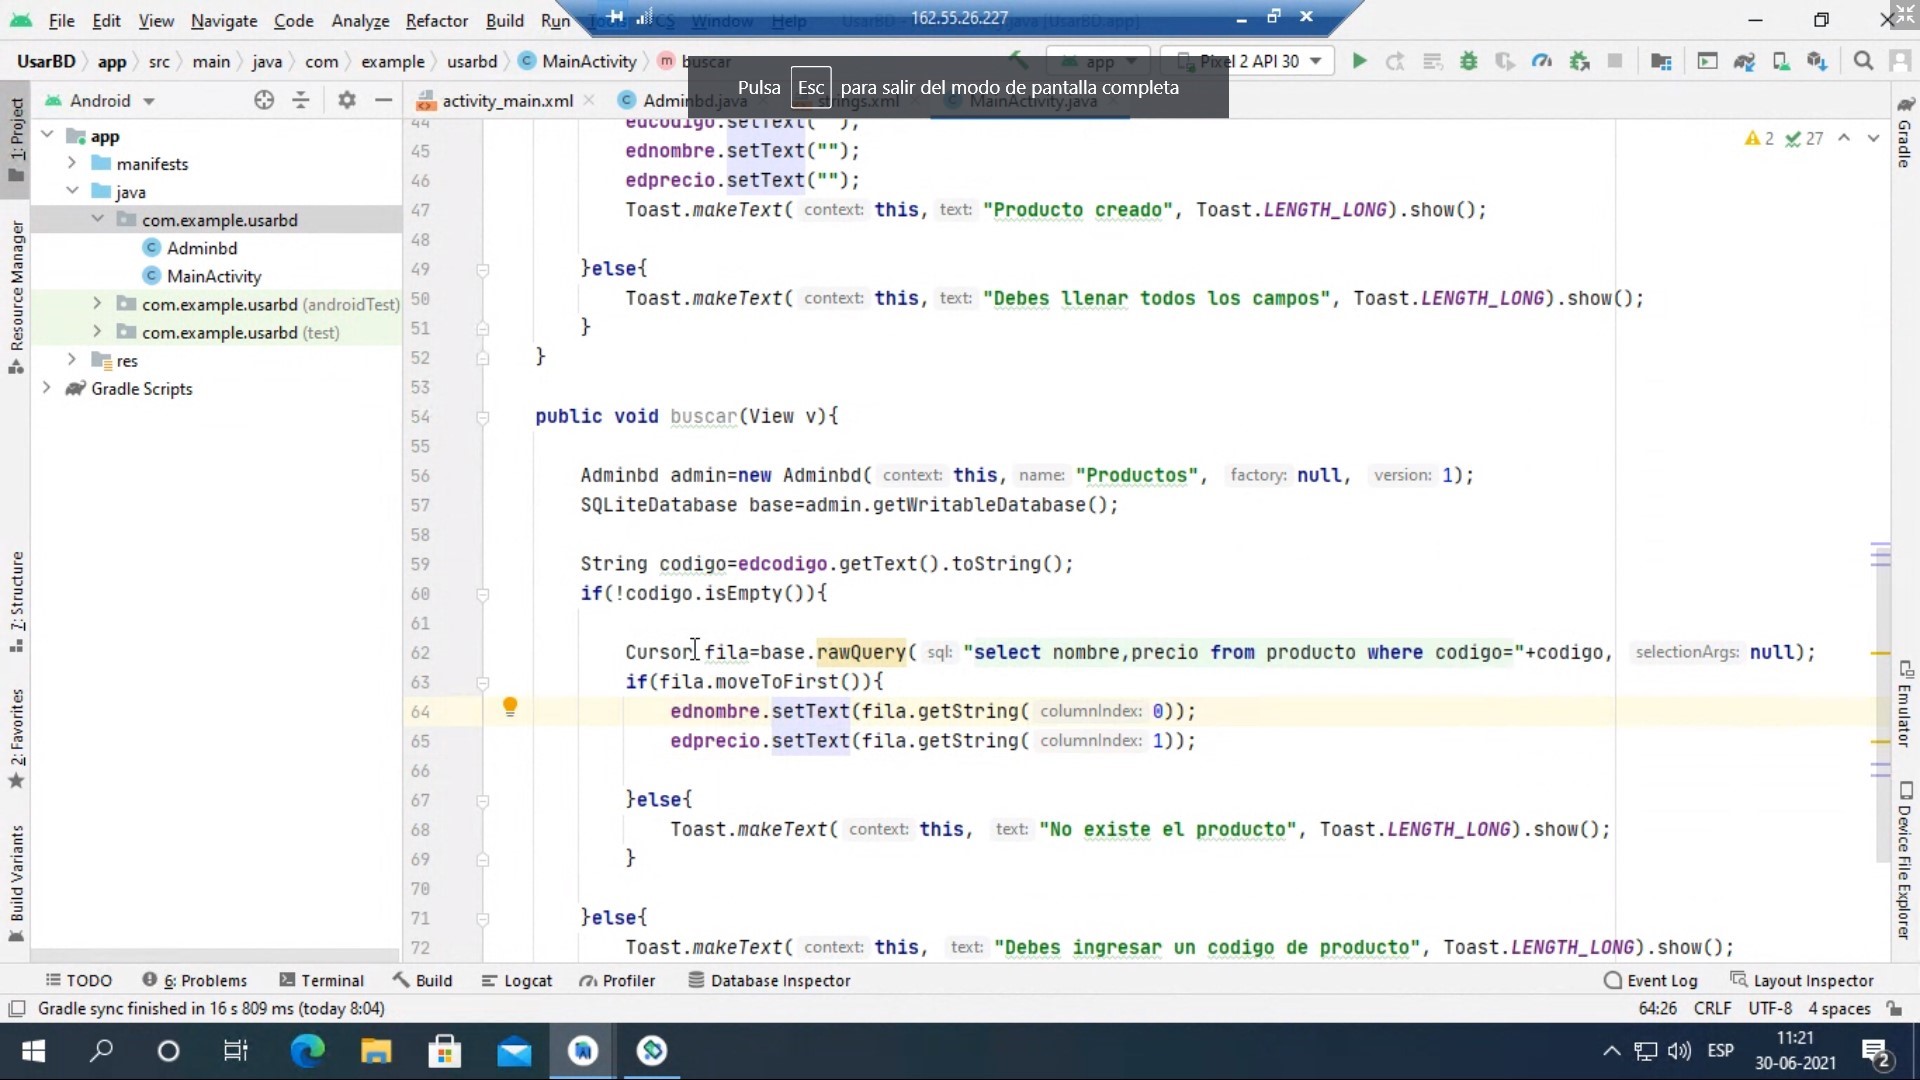 File Edit View Navigate Code Analyze Refactor Build Run Window Help
162.55.26.227
UsarBD app src main java com example usarbd MainActivity buscar
app Pixel 2 API 30
Pulsa Esc para salir del modo de pantalla completa
Android
activity_main.xml Adminbd.java strings.xml MainActivity.java
app
manifests
java
com.example.usarbd
Adminbd
MainActivity
com.example.usarbd (androidTest)
com.example.usarbd (test)
res
Gradle Scripts
1: Project
Resource Manager
7: Structure
2: Favorites
Build Variants
2 27
44 edcodigo.setText("");
45 ednombre.setText("");
46 edprecio.setText("");
47 Toast.makeText( context: this, text: "Producto creado", Toast.LENGTH_LONG).show();
48
49 }else{
50 Toast.makeText( context: this, text: "Debes llenar todos los campos", Toast.LENGTH_LONG).show();
51 }
52 }
53
54 public void buscar(View v){
55
56 Adminbd admin=new Adminbd( context: this, name: "Productos", factory: null, version: 1);
57 SQLiteDatabase base=admin.getWritableDatabase();
58
59 String codigo=edcodigo.getText().toString();
60 if(!codigo.isEmpty()){
61
62 Cursor fila=base.rawQuery( sql: "select nombre,precio from producto where codigo="+codigo, selectionArgs: null);
63 if(fila.moveToFirst()){
64 ednombre.setText(fila.getString( columnIndex: 0));
65 edprecio.setText(fila.getString( columnIndex: 1));
66
67 }else{
68 Toast.makeText( context: this, text: "No existe el producto", Toast.LENGTH_LONG).show();
69 }
70
71 }else{
72 Toast.makeText( context: this, text: "Debes ingresar un codigo de producto", Toast.LENGTH_LONG).show();
Gradle
Emulator
Device File Explorer
TODO 6: Problems Terminal Build Logcat Profiler Database Inspector Event Log Layout Inspector
Gradle sync finished in 16 s 809 ms (today 8:04) 64:26 CRLF UTF-8 4 spaces
ESP 11:21
30-06-2021 2